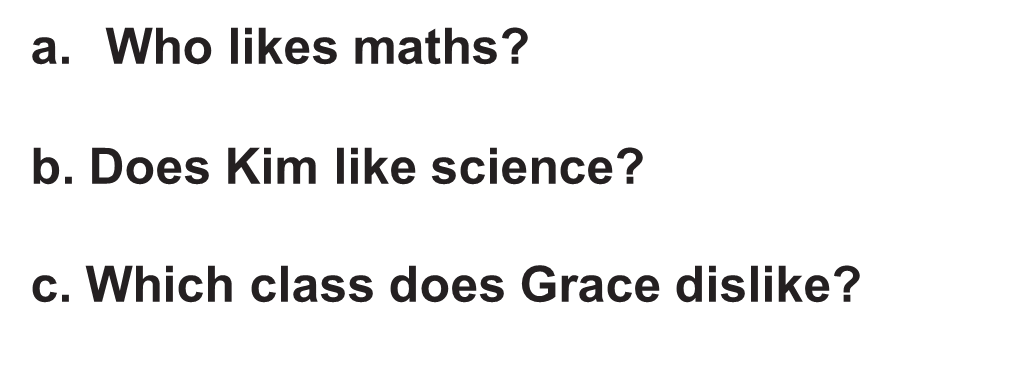 a. Who likes maths?
b. Does Kim like science?
c. Which class does Grace dislike?